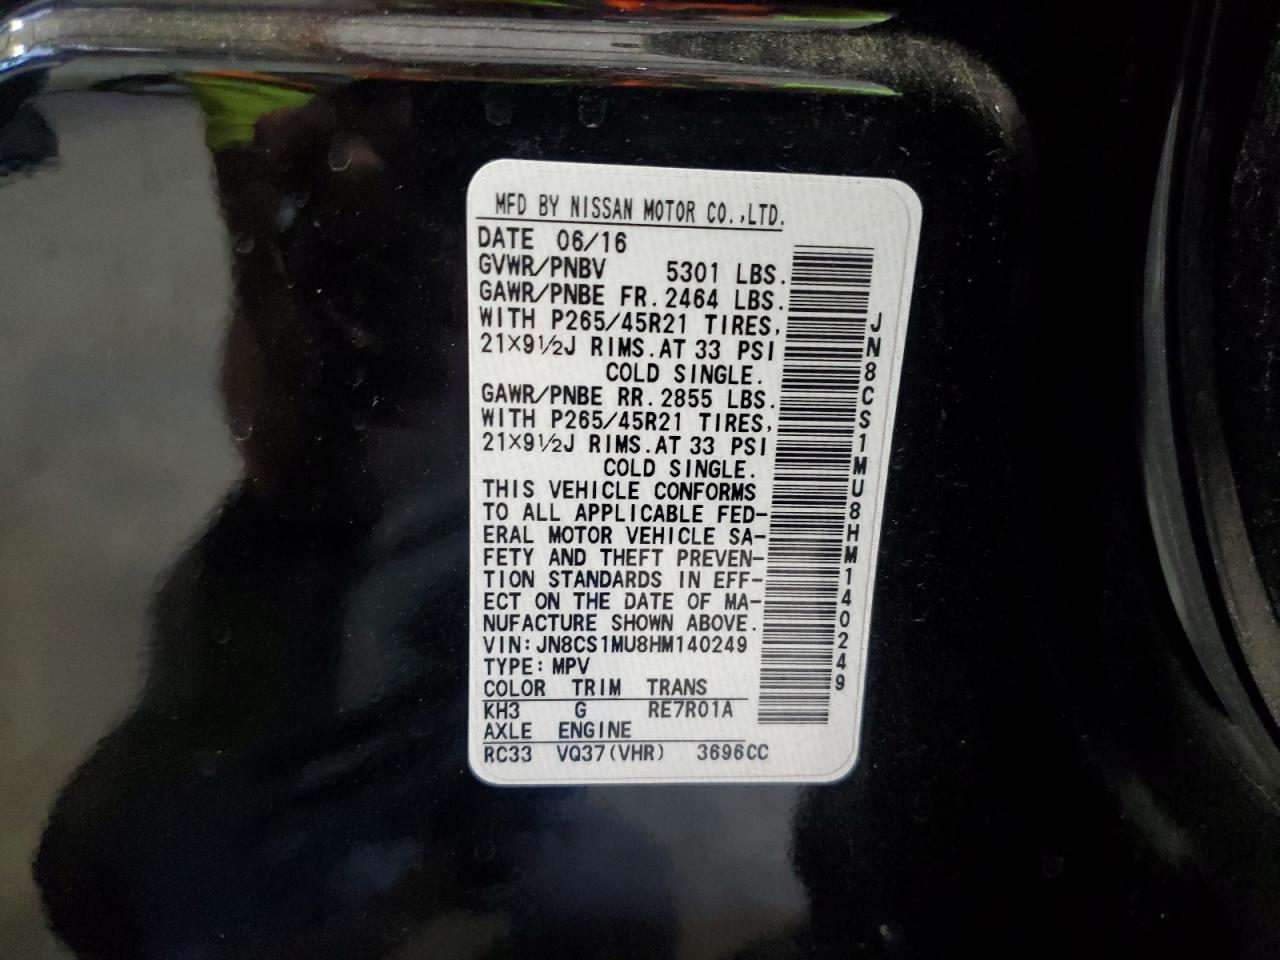 MFD BY NISSAN MOTOR CO.,LTD.
DATE 06/16
GVWR/PNBV 5301 LBS.
GAWR/PNBE FR. 2464 LBS.
WITH P265/45R21 TIRES,
21×9½J RIMS. AT 33 PSI
COLD SINGLE.
GAWR/PNBE RR. 2855 LBS.
WITH P265/45R21 TIRES,
21×9½J RIMS. AT 33 PSI
COLD SINGLE.
THIS VEHICLE CONFORMS
TO ALL APPLICABLE FED-
ERAL MOTOR VEHICLE SA-
FETY AND THEFT PREVEN-
TION STANDARDS IN EFF-
ECT ON THE DATE OF MA-
NUFACTURE SHOWN ABOVE.
VIN: JN8CS1MU8HM140249
TYPE: MPV
COLOR TRIM TRANS
KH3 G RE7R01A
AXLE ENGINE
RC33 VQ37(VHR) 3696CC
JN8CS1MU8HM140249